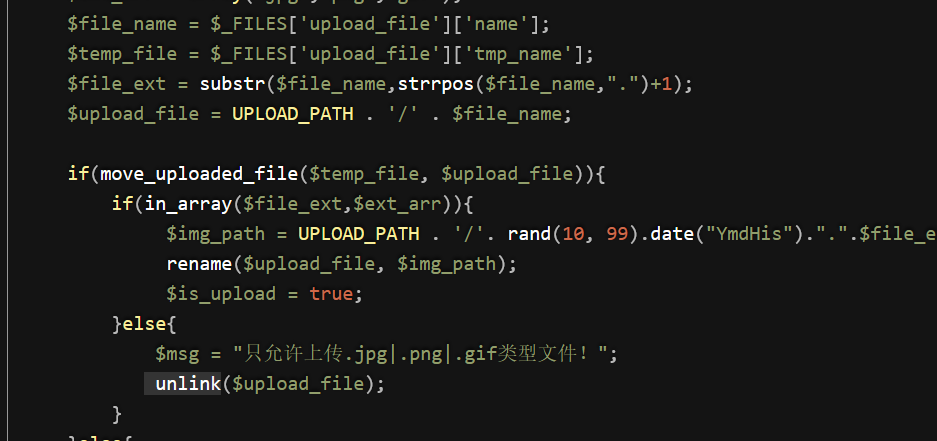 $file_name = $_FILES['upload_file']['name'];
$temp_file = $_FILES['upload_file']['tmp_name'];
$file_ext = substr($file_name,strrpos($file_name,".")+1);
$upload_file = UPLOAD_PATH . '/' . $file_name;
if(move_uploaded_file($temp_file, $upload_file)){
if(in_array($file_ext,$ext_arr)){
$img_path = UPLOAD_PATH . '/'. rand(10, 99).date("YmdHis").".".$file_e
rename($upload_file, $img_path);
$is_upload = true;
}else{
$msg = "只允许上传.jpg|.png|.gif类型文件！";
unlink($upload_file);
}
}else{